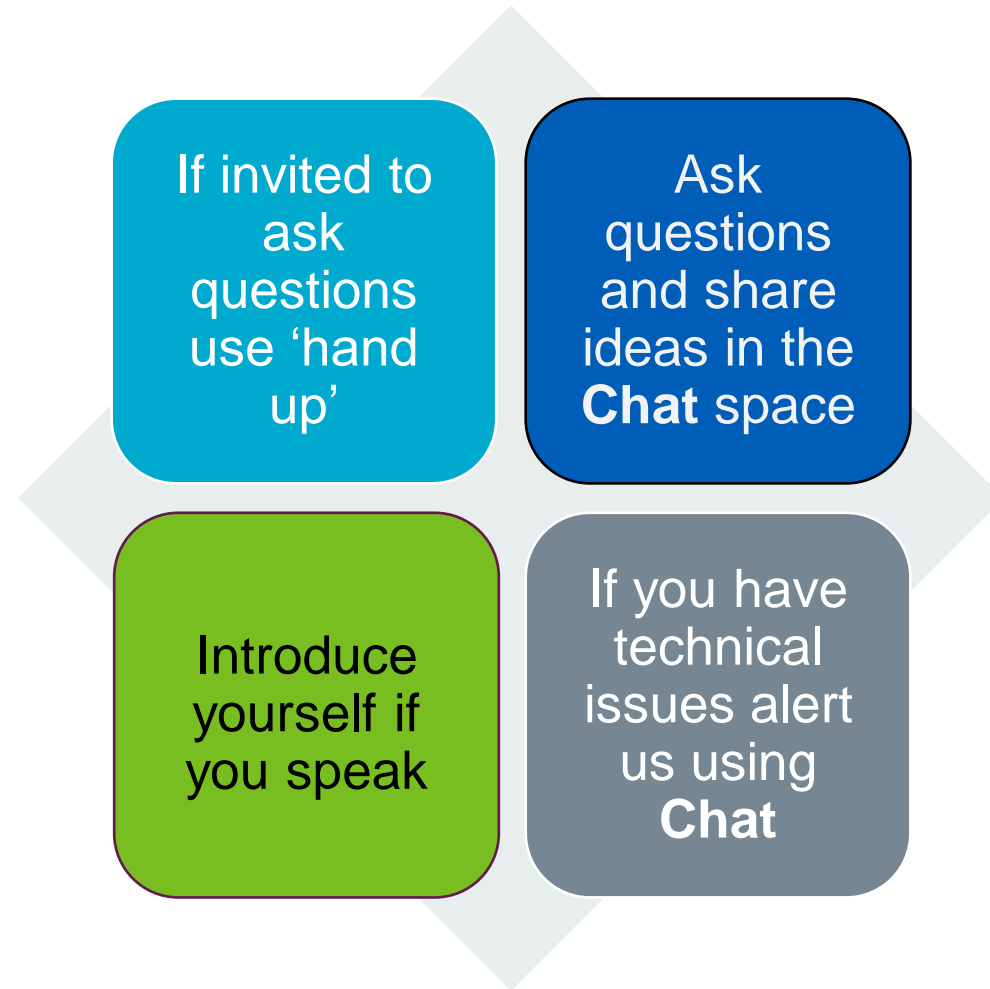 If invited to
ask
questions
use ‘hand
up’
Ask
questions
and share
ideas in the
Chat space
Introduce
yourself if
you speak
If you have
technical
issues alert
us using
Chat